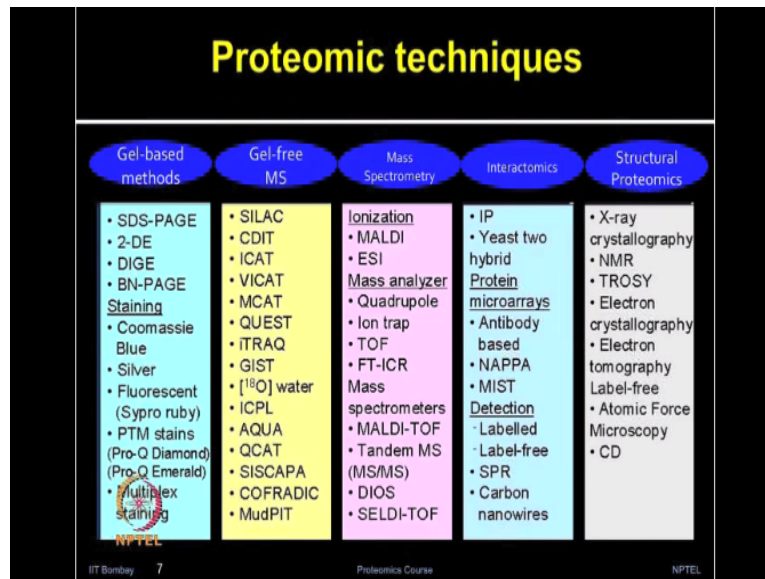 Proteomic techniques
Gel-based
methods
• SDS-PAGE
• 2-DE
• DIGE
• BN-PAGE
Staining
• Coomassie
Blue
• Silver
• Fluorescent
(Sypro ruby)
• PTM stains
(Pro-Q Diamond)
(Pro-Q Emerald)
• Multiplex
staining
NPTEL
Gel-free
MS
• SILAC
• CDIT
• ICAT
• VICAT
• MCAT
• QUEST
• iTRAQ
• GIST
• [¹⁸O] water
• ICPL
• AQUA
• QCAT
• SISCAPA
• COFRADIC
• MudPIT
Mass
Spectrometry
Ionization
• MALDI
• ESI
Mass analyzer
• Quadrupole
• Ion trap
• TOF
• FT-ICR
Mass
spectrometers
• MALDI-TOF
• Tandem MS
(MS/MS)
• DIOS
• SELDI-TOF
Interactomics
• IP
• Yeast two
hybrid
Protein
microarrays
• Antibody
based
• NAPPA
• MIST
Detection
- Labelled
- Label-free
• SPR
• Carbon
nanowires
Structural
Proteomics
• X-ray
crystallography
• NMR
• TROSY
• Electron
crystallography
• Electron
tomography
Label-free
• Atomic Force
Microscopy
• CD
IIT Bombay 7 Proteomics Course NPTEL